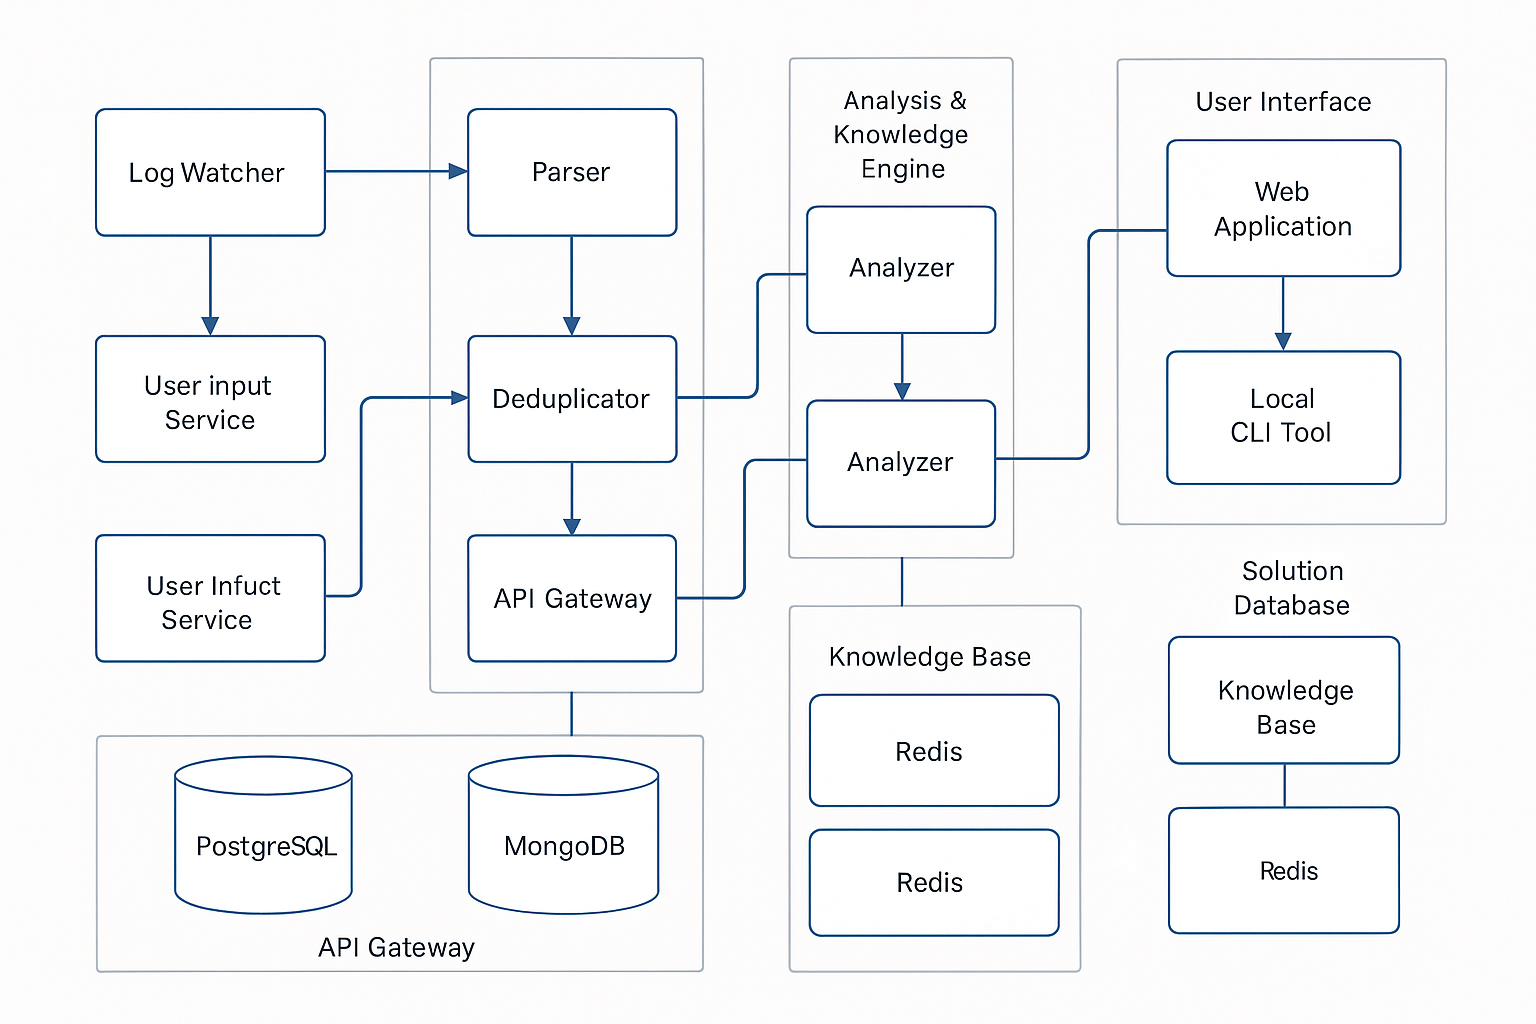 Log Watcher
User input
Service
User Infuct
Service
Parser
Deduplicator
API Gateway
PostgreSQL
MongoDB
API Gateway
Analysis &
Knowledge
Engine
Analyzer
Analyzer
Knowledge Base
Redis
Redis
User Interface
Web
Application
Local
CLI Tool
Solution
Database
Knowledge
Base
Redis